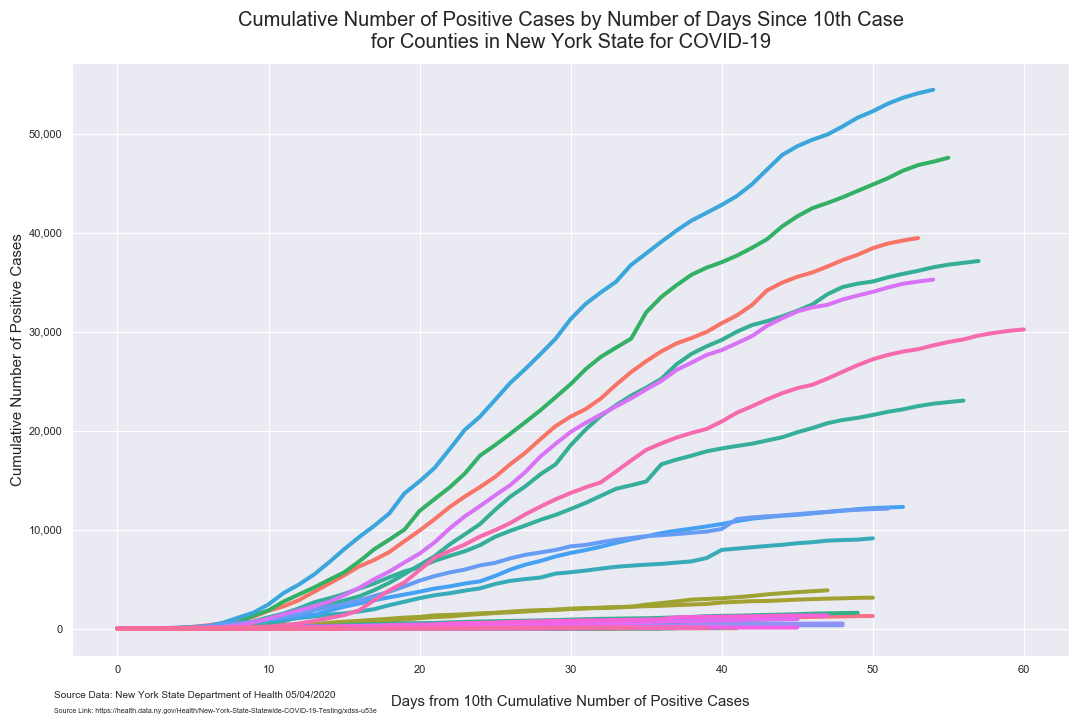 Cumulative Number of Positive Cases by Number of Days Since 10th Case
for Counties in New York State for COVID-19
Cumulative Number of Positive Cases
50,000
40,000
30,000
20,000
10,000
0
0 10 20 30 40 50 60
Days from 10th Cumulative Number of Positive Cases
Source Data: New York State Department of Health 05/04/2020
Source Link: https://health.data.ny.gov/Health/New-York-State-Statewide-COVID-19-Testing/xdss-u53e